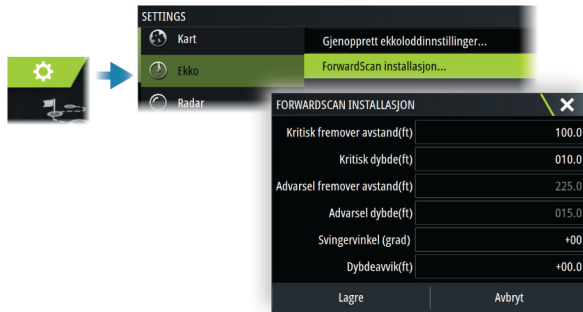 SETTINGS
Kart
Ekko
Radar
Gjenopprett ekkoloddinnstillinger...
ForwardScan installasjon...
FORWARDSCAN INSTALLASJON
Kritisk fremover avstand(ft) 100.0
Kritisk dybde(ft) 010.0
Advarsel fremover avstand(ft) 225.0
Advarsel dybde(ft) 015.0
Svingervinkel (grad) +00
Dybdeavvik(ft) +00.0
Lagre Avbryt